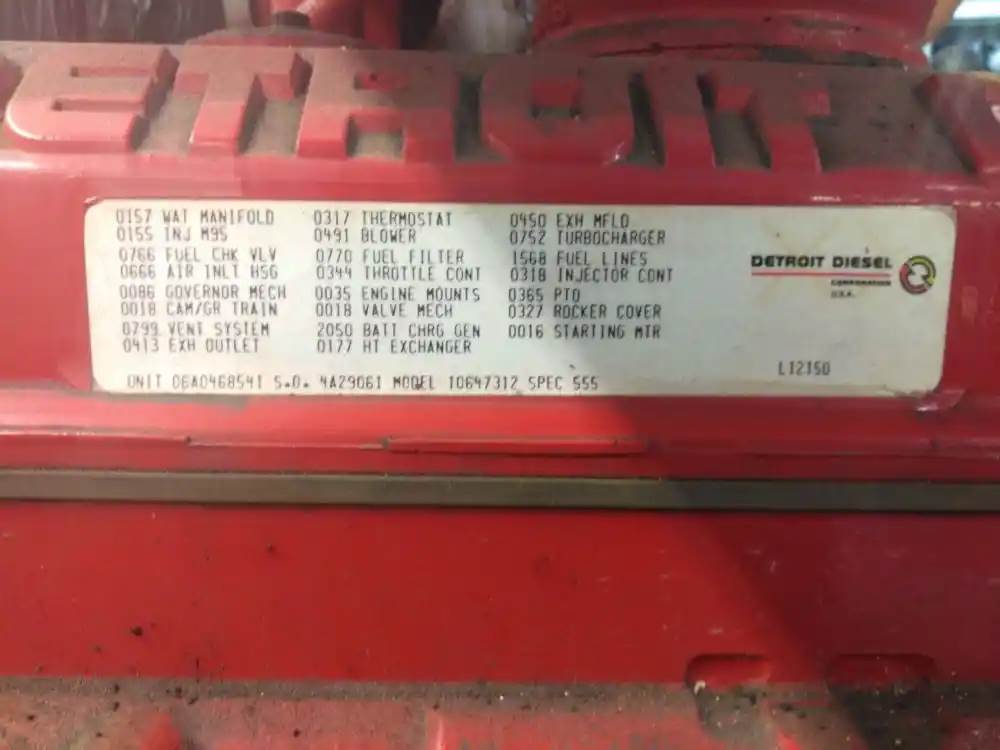 ETROIT
0157 WAT MANIFOLD 0317 THERMOSTAT 0450 EXH MFLD
0155 INJ M95 0491 BLOWER 0752 TURBOCHARGER
0766 FUEL CHK VLV 0770 FUEL FILTER 1568 FUEL LINES
0666 AIR INLT HSG 0344 THROTTLE CONT 0318 INJECTOR CONT
0086 GOVERNOR MECH 0035 ENGINE MOUNTS 0365 PTO
0018 CAM/GR TRAIN 0018 VALVE MECH 0327 ROCKER COVER
0799 VENT SYSTEM 2050 BATT CHRG GEN 0016 STARTING MTR
0413 EXH OUTLET 0177 HT EXCHANGER
DETROIT DIESEL
CORPORATION
U.S.A.
L12150
UNIT 06A0468541 S.O. 4A29061 MODEL 10647312 SPEC 555